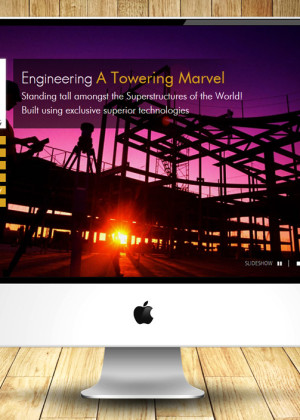 Engineering A Towering Marvel
Standing tall amongst the Superstructures of the World!
Built using exclusive superior technologies
SLIDESHOW